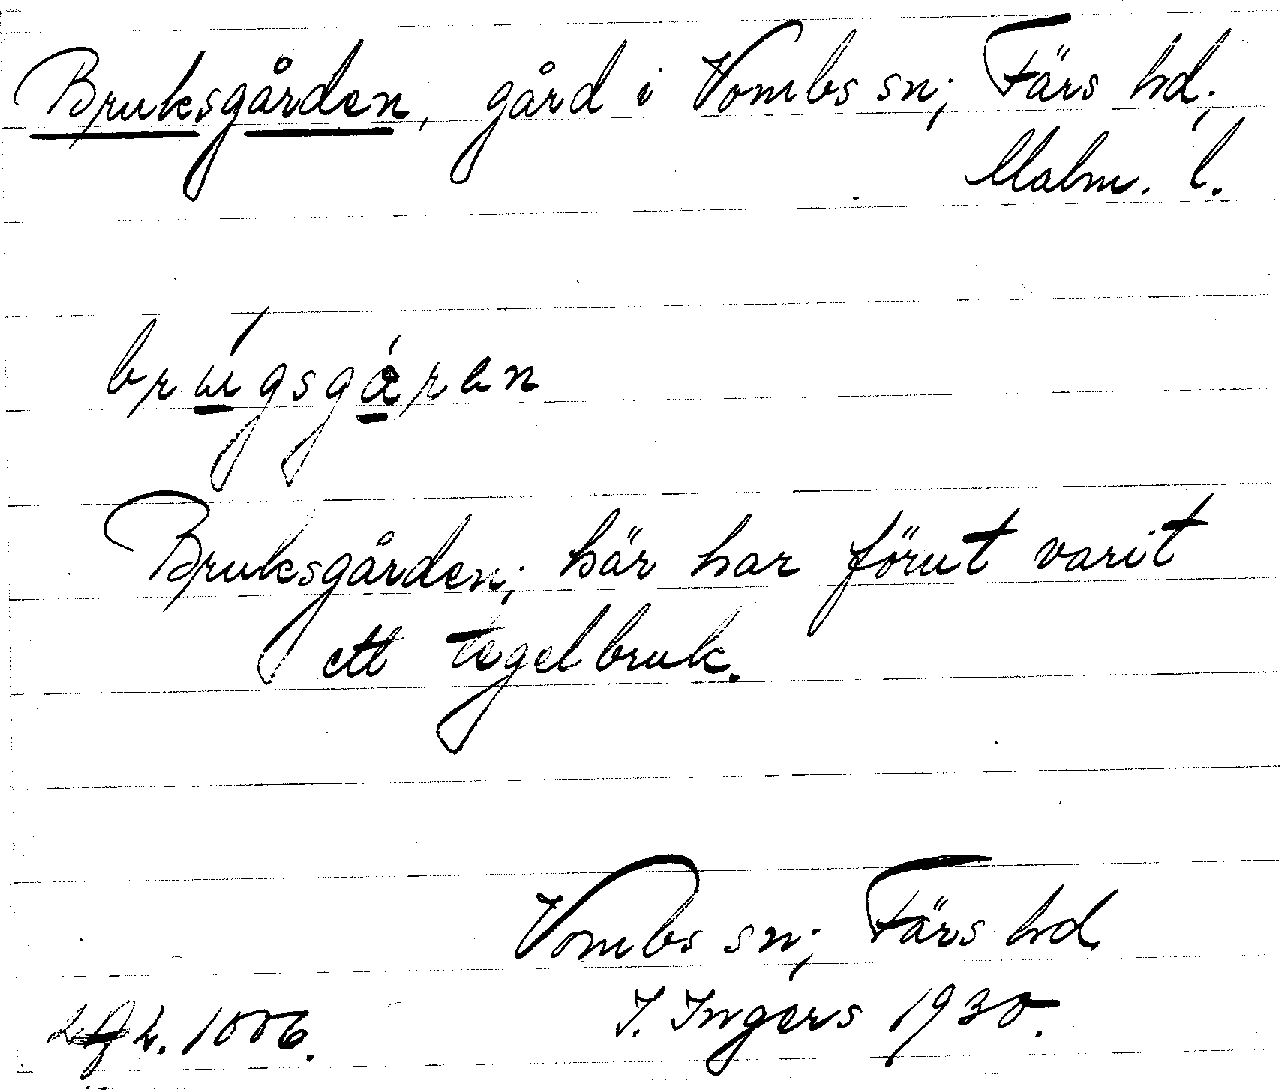 Bruksgården, gård i Vombs sn; Färs hd;
Malm. l.
Bruksgården; här har förut varit
ett tegelbruk.
Vombs sn; Färs hd
I. Ingers 1930.
1006.